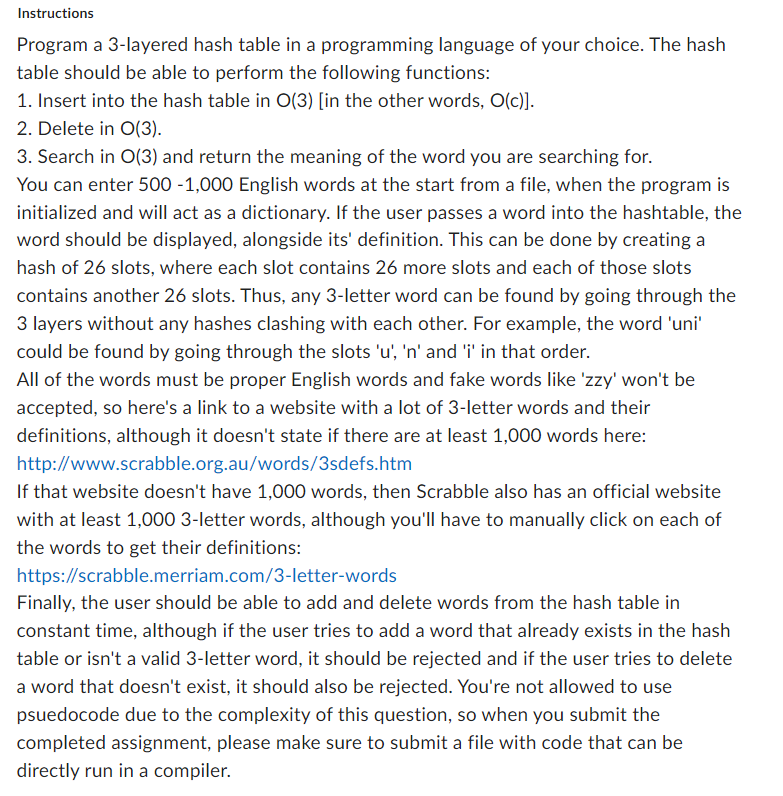 Instructions
Program a 3-layered hash table in a programming language of your choice. The hash
table should be able to perform the following functions:
1. Insert into the hash table in O(3) [in the other words, O(c)].
2. Delete in O(3).
3. Search in O(3) and return the meaning of the word you are searching for.
You can enter 500 -1,000 English words at the start from a file, when the program is
initialized and will act as a dictionary. If the user passes a word into the hashtable, the
word should be displayed, alongside its' definition. This can be done by creating a
hash of 26 slots, where each slot contains 26 more slots and each of those slots
contains another 26 slots. Thus, any 3-letter word can be found by going through the
3 layers without any hashes clashing with each other. For example, the word 'uni'
could be found by going through the slots 'u', 'n' and 'i' in that order.
All of the words must be proper English words and fake words like 'zzy' won't be
accepted, so here's a link to a website with a lot of 3-letter words and their
definitions, although it doesn't state if there are at least 1,000 words here:
http://www.scrabble.org.au/words/3sdefs.htm
If that website doesn't have 1,000 words, then Scrabble also has an official website
with at least 1,000 3-letter words, although you'll have to manually click on each of
the words to get their definitions:
https://scrabble.merriam.com/3-letter-words
Finally, the user should be able to add and delete words from the hash table in
constant time, although if the user tries to add a word that already exists in the hash
table or isn't a valid 3-letter word, it should be rejected and if the user tries to delete
a word that doesn't exist, it should also be rejected. You're not allowed to use
psuedocode due to the complexity of this question, so when you submit the
completed assignment, please make sure to submit a file with code that can be
directly run in a compiler.